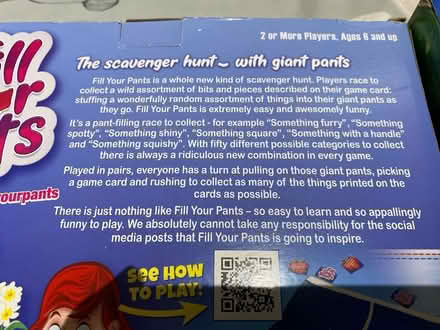 2 or More Players. Ages 8 and up
The scavenger hunt~ with giant pants
ill
ur
ts
ourpants
Fill Your Pants is a whole new kind of scavenger hunt. Players race to
collect a wild assortment of bits and pieces described on their game card:
stuffing a wonderfully random assortment of things into their giant pants as
they go. Fill Your Pants is extremely easy and awesomely funny.
It's a pant-filling race to collect - for example "Something furry", "Something
spotty", "Something shiny", "Something square", "Something with a handle"
and "Something squishy". With fifty different possible categories to collect
there is always a ridiculous new combination in every game.
Played in pairs, everyone has a turn at pulling on those giant pants, picking
a game card and rushing to collect as many of the things printed on the
cards as possible.
There is just nothing like Fill Your Pants – so easy to learn and so appallingly
funny to play. We absolutely cannot take any responsibility for the social
media posts that Fill Your Pants is going to inspire.
SEE HOW
TO PLAY: